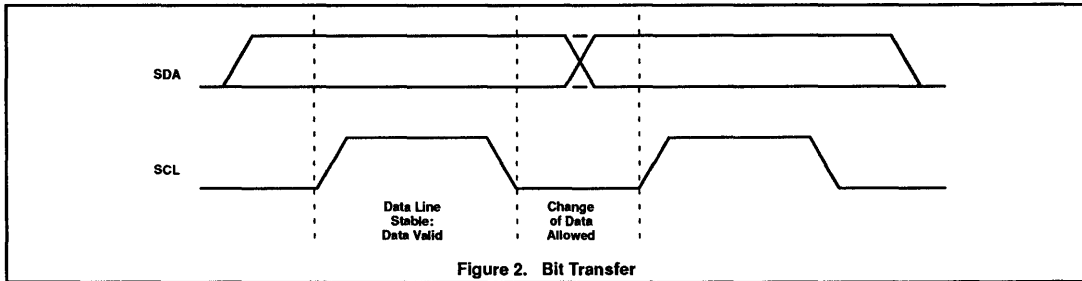 SDA
SCL
Data Line
Stable:
Data Valid
Change
of Data
Allowed
Figure 2. Bit Transfer